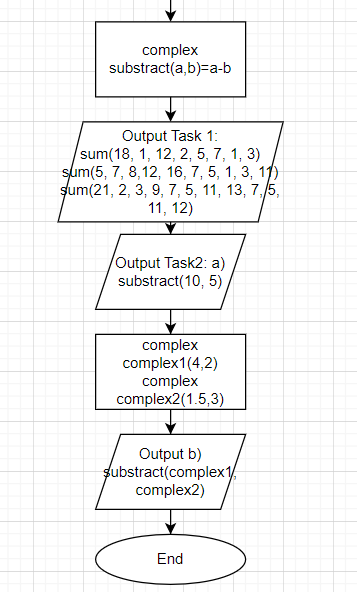 complex
substract(a,b)=a-b
Output Task 1:
sum(18, 1, 12, 2, 5, 7, 1, 3)
sum(5, 7, 8,12, 16, 7, 5, 1, 3, 11)
sum(21, 2, 3, 9, 7, 5, 11, 13, 7, 5,
11, 12)
Output Task2: a)
substract(10, 5)
complex
complex1(4,2)
complex
complex2(1.5,3)
Output b)
substract(complex1,
complex2)
End